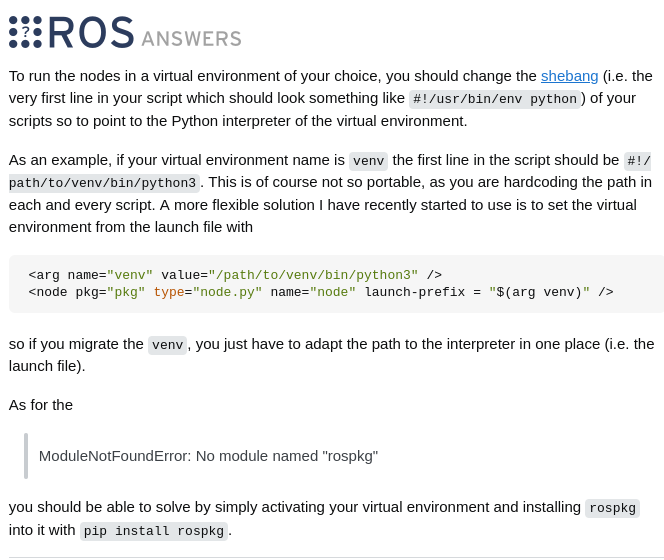 ? ROS ANSWERS
To run the nodes in a virtual environment of your choice, you should change the shebang (i.e. the
very first line in your script which should look something like #!/usr/bin/env python) of your
scripts so to point to the Python interpreter of the virtual environment.
As an example, if your virtual environment name is venv the first line in the script should be #!/
path/to/venv/bin/python3. This is of course not so portable, as you are hardcoding the path in
each and every script. A more flexible solution I have recently started to use is to set the virtual
environment from the launch file with
<arg name="venv" value="/path/to/venv/bin/python3" />
<node pkg="pkg" type="node.py" name="node" launch-prefix = "$(arg venv)" />
so if you migrate the venv, you just have to adapt the path to the interpreter in one place (i.e. the
launch file).
As for the
ModuleNotFoundError: No module named "rospkg"
you should be able to solve by simply activating your virtual environment and installing rospkg
into it with pip install rospkg.